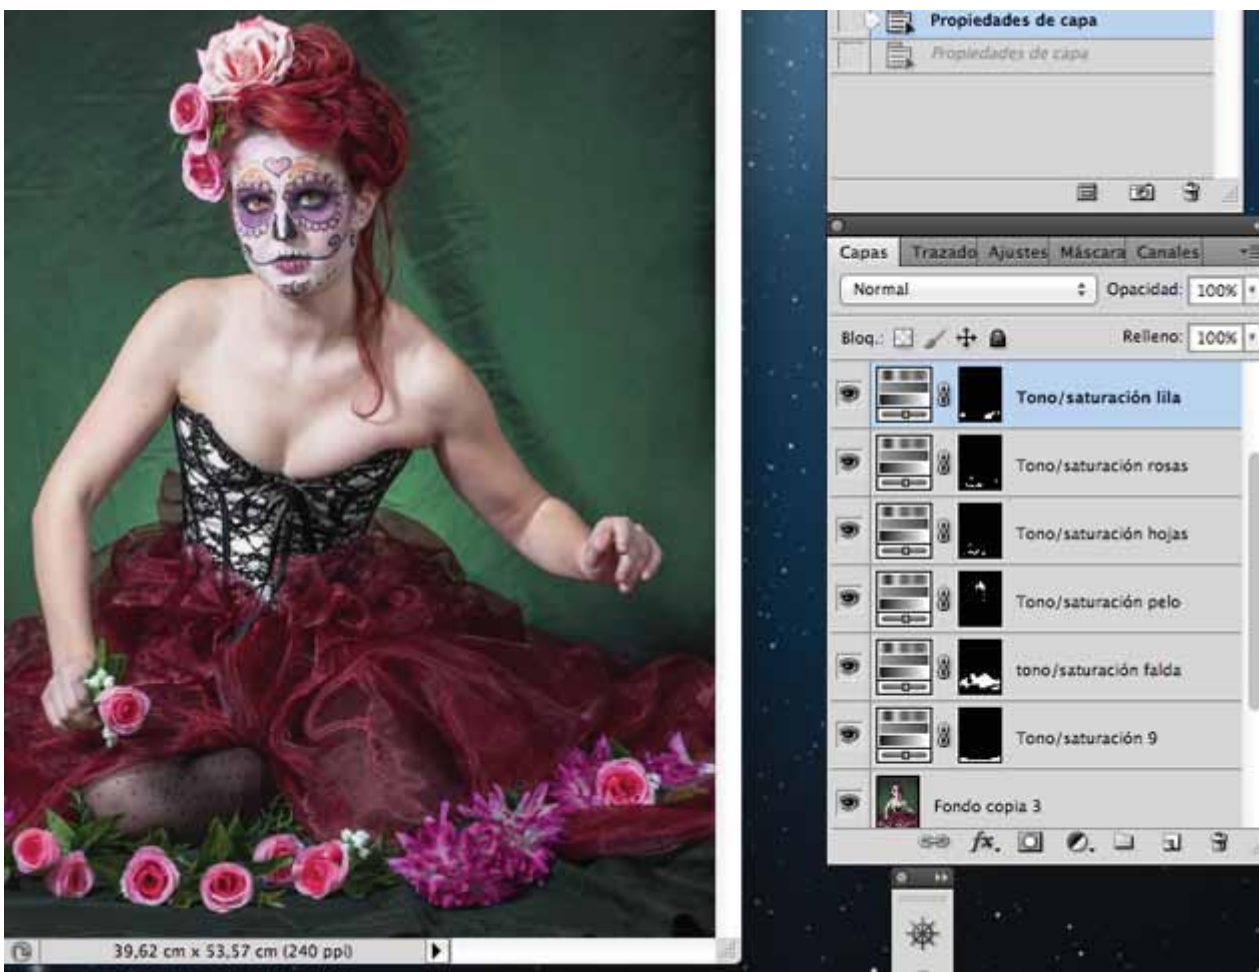 Propiedades de capa
Propiedades de capa
Capas Trazado Ajustes Máscara Canales
Normal Opacidad: 100%
Bloq.: Relleno: 100%
Tono/saturación lila
Tono/saturación rosas
Tono/saturación hojas
Tono/saturación pelo
tono/saturación falda
Tono/saturación 9
Fondo copia 3
fx.
39,62 cm x 53,57 cm (240 ppi)